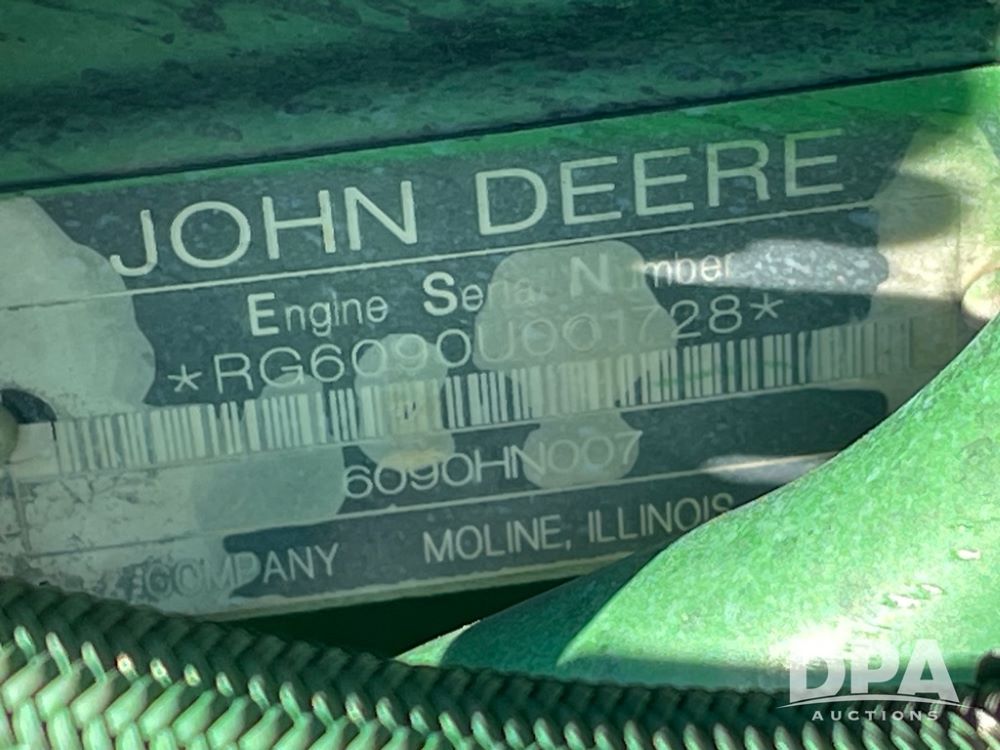 JOHN DEERE
Engine Serial Number
*RG6090U001728*
6090HN007
COMPANY MOLINE, ILLINOIS
DPA
AUCTIONS